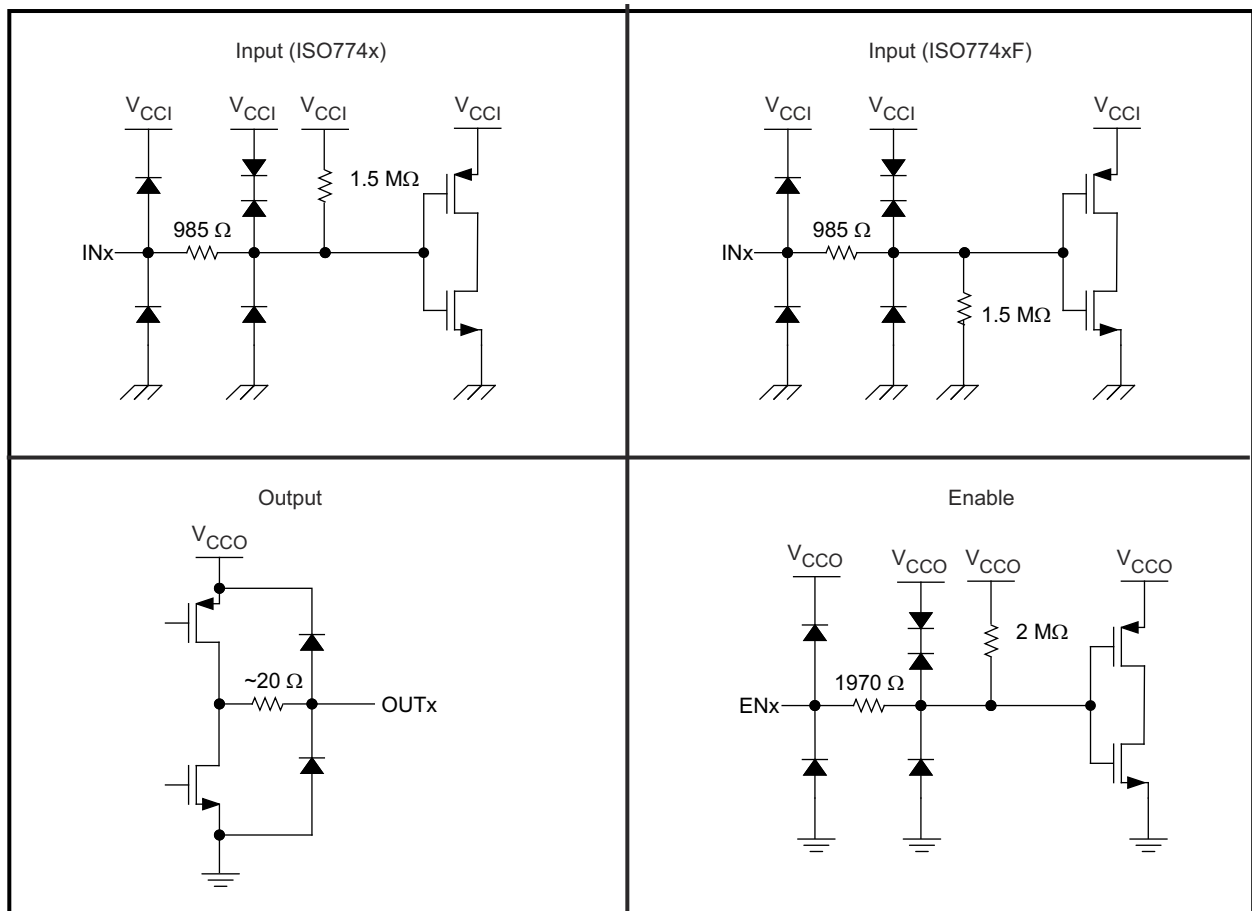 Input (ISO774x)
V_CCI V_CCI V_CCI V_CCI
1.5 MΩ
985 Ω
INx
Input (ISO774xF)
V_CCI V_CCI V_CCI
985 Ω
INx
1.5 MΩ
Output
V_CCO
~20 Ω
OUTx
Enable
V_CCO V_CCO V_CCO V_CCO
2 MΩ
1970 Ω
ENx